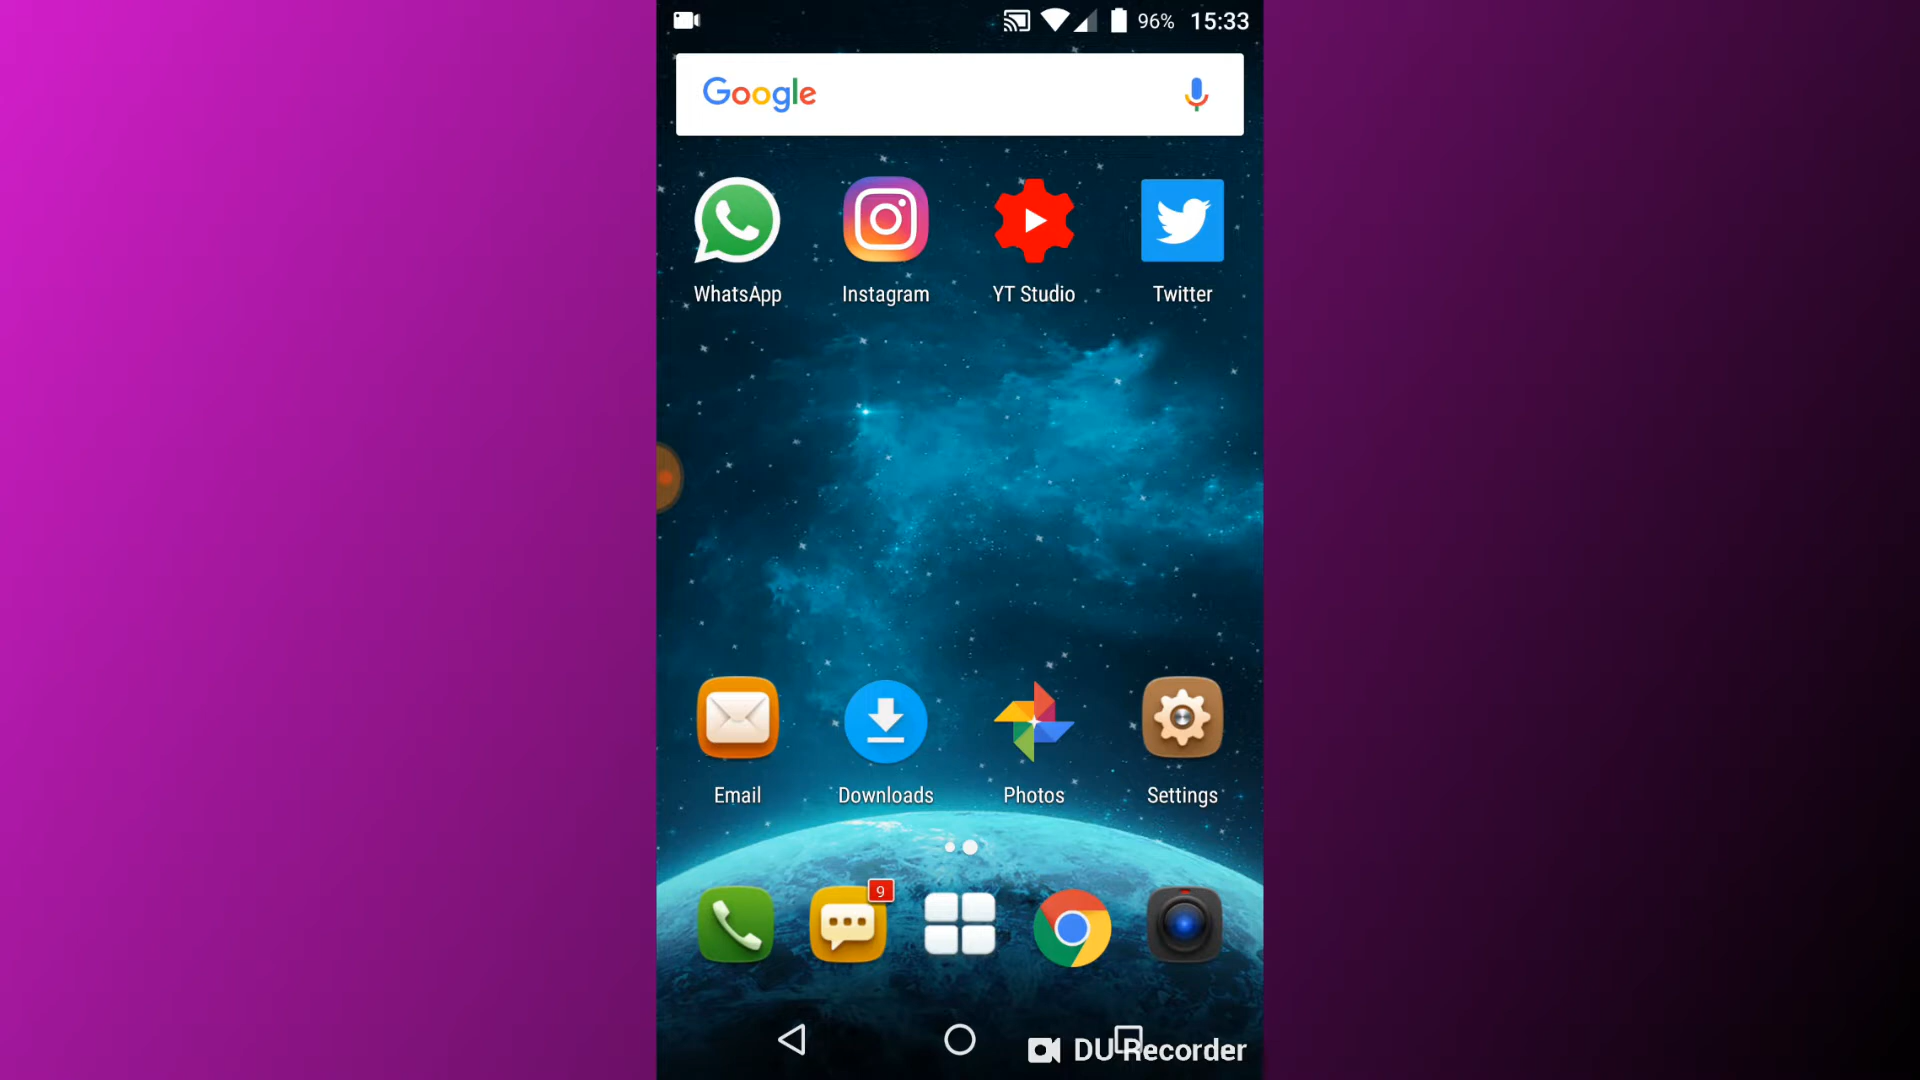 96% 15:33
Google
WhatsApp Instagram YT Studio Twitter
Email Downloads Photos Settings
9
DU Recorder